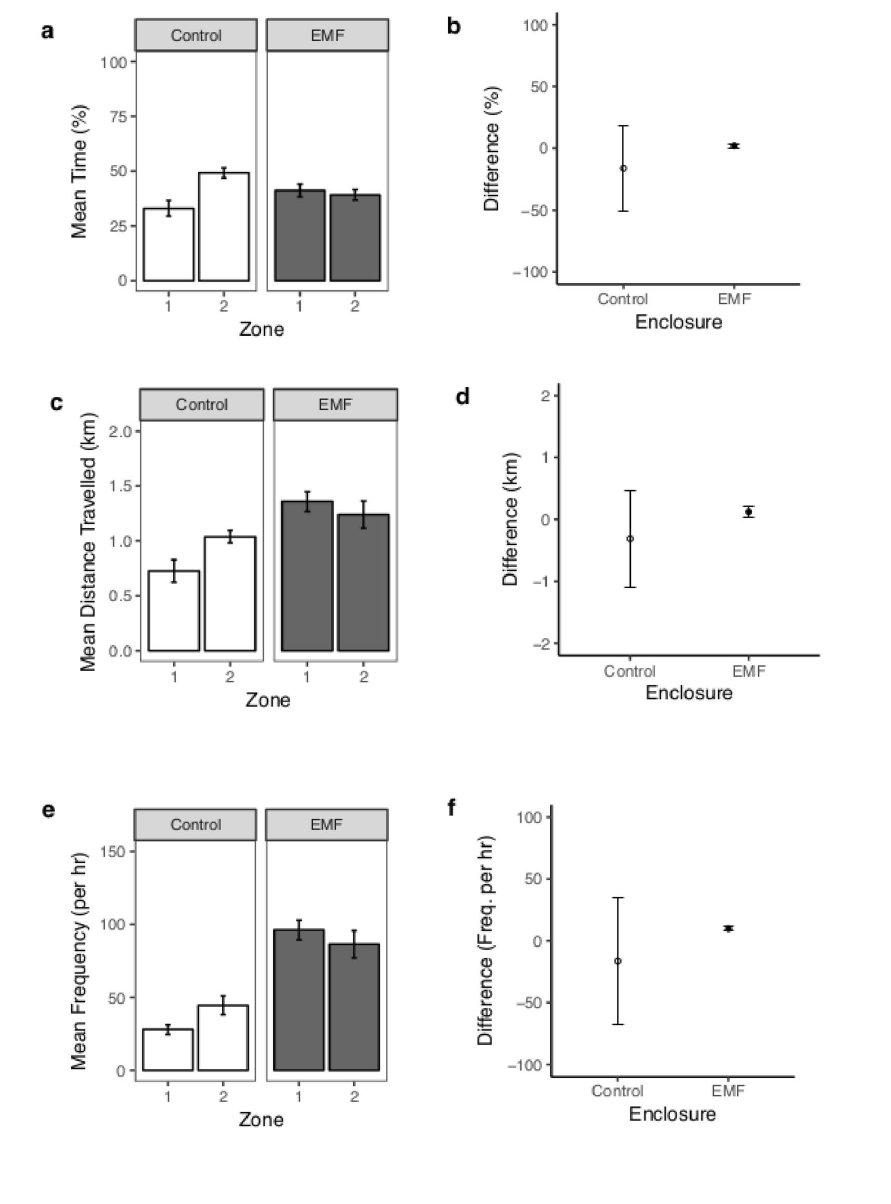 a
Control EMF
Mean Time (%)
100
75
50
25
0
1 2 1 2
Zone
b
Difference (%)
100
50
0
−50
−100
Control EMF
Enclosure
c
Control EMF
Mean Distance Travelled (km)
2.0
1.5
1.0
0.5
0.0
1 2 1 2
Zone
d
Difference (km)
2
1
0
−1
−2
Control EMF
Enclosure
e
Control EMF
Mean Frequency (per hr)
150
100
50
0
1 2 1 2
Zone
f
Difference (Freq. per hr)
100
50
0
−50
−100
Control EMF
Enclosure